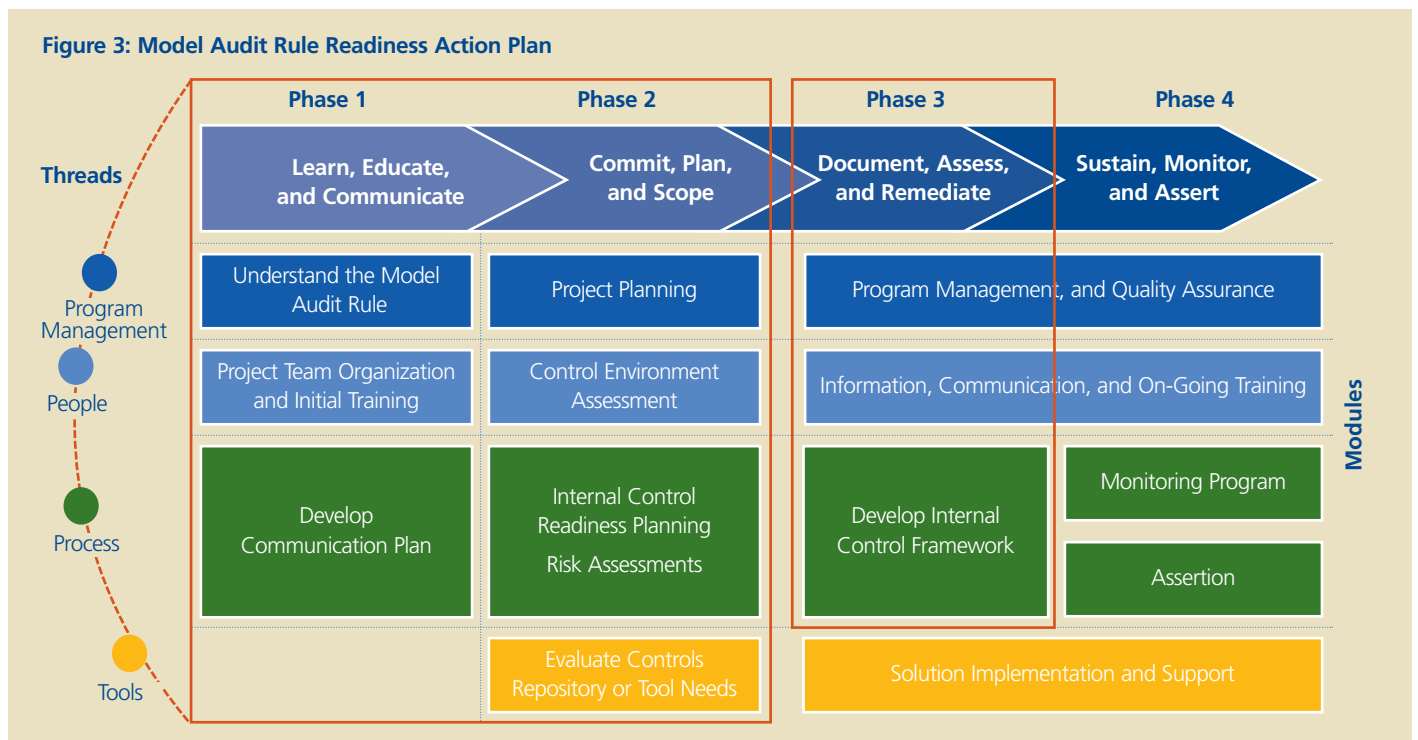 Figure 3: Model Audit Rule Readiness Action Plan
Phase 1
Phase 2
Phase 3
Phase 4
Threads
Learn, Educate,
and Communicate
Commit, Plan,
and Scope
Document, Assess,
and Remediate
Sustain, Monitor,
and Assert
Program
Management
Understand the Model
Audit Rule
Project Planning
Program Management, and Quality Assurance
People
Project Team Organization
and Initial Training
Control Environment
Assessment
Information, Communication, and On-Going Training
Modules
Process
Develop
Communication Plan
Internal Control
Readiness Planning
Risk Assessments
Develop Internal
Control Framework
Monitoring Program
Assertion
Tools
Evaluate Controls
Repository or Tool Needs
Solution Implementation and Support